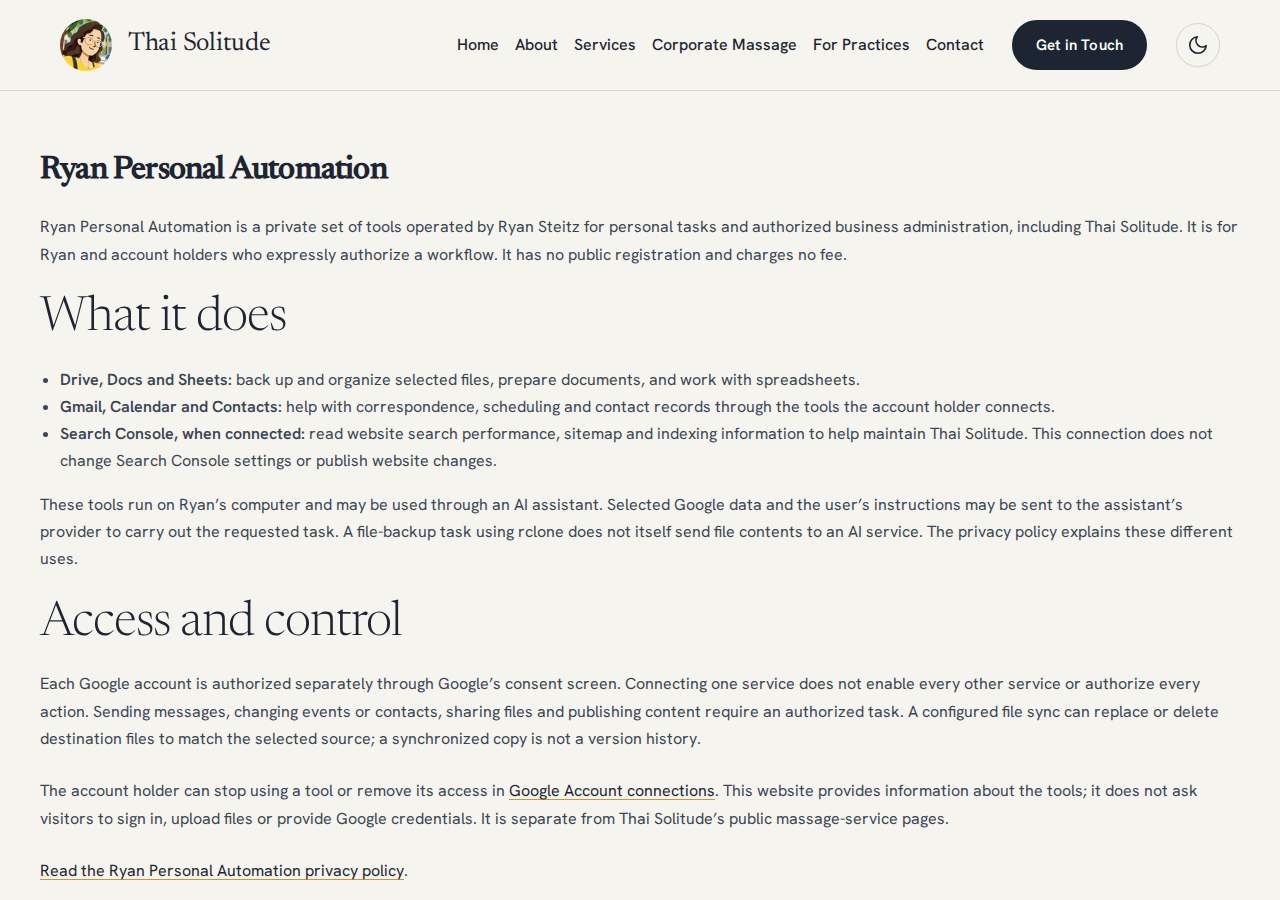 Thai Solitude
Home About Services Corporate Massage For Practices Contact Get in Touch
Ryan Personal Automation
Ryan Personal Automation is a private set of tools operated by Ryan Steitz for personal tasks and authorized business administration, including Thai Solitude. It is for
Ryan and account holders who expressly authorize a workflow. It has no public registration and charges no fee.
What it does
• Drive, Docs and Sheets: back up and organize selected files, prepare documents, and work with spreadsheets.
• Gmail, Calendar and Contacts: help with correspondence, scheduling and contact records through the tools the account holder connects.
• Search Console, when connected: read website search performance, sitemap and indexing information to help maintain Thai Solitude. This connection does not
change Search Console settings or publish website changes.
These tools run on Ryan’s computer and may be used through an AI assistant. Selected Google data and the user’s instructions may be sent to the assistant’s
provider to carry out the requested task. A file-backup task using rclone does not itself send file contents to an AI service. The privacy policy explains these different
uses.
Access and control
Each Google account is authorized separately through Google’s consent screen. Connecting one service does not enable every other service or authorize every
action. Sending messages, changing events or contacts, sharing files and publishing content require an authorized task. A configured file sync can replace or delete
destination files to match the selected source; a synchronized copy is not a version history.
The account holder can stop using a tool or remove its access in Google Account connections. This website provides information about the tools; it does not ask
visitors to sign in, upload files or provide Google credentials. It is separate from Thai Solitude’s public massage-service pages.
Read the Ryan Personal Automation privacy policy.